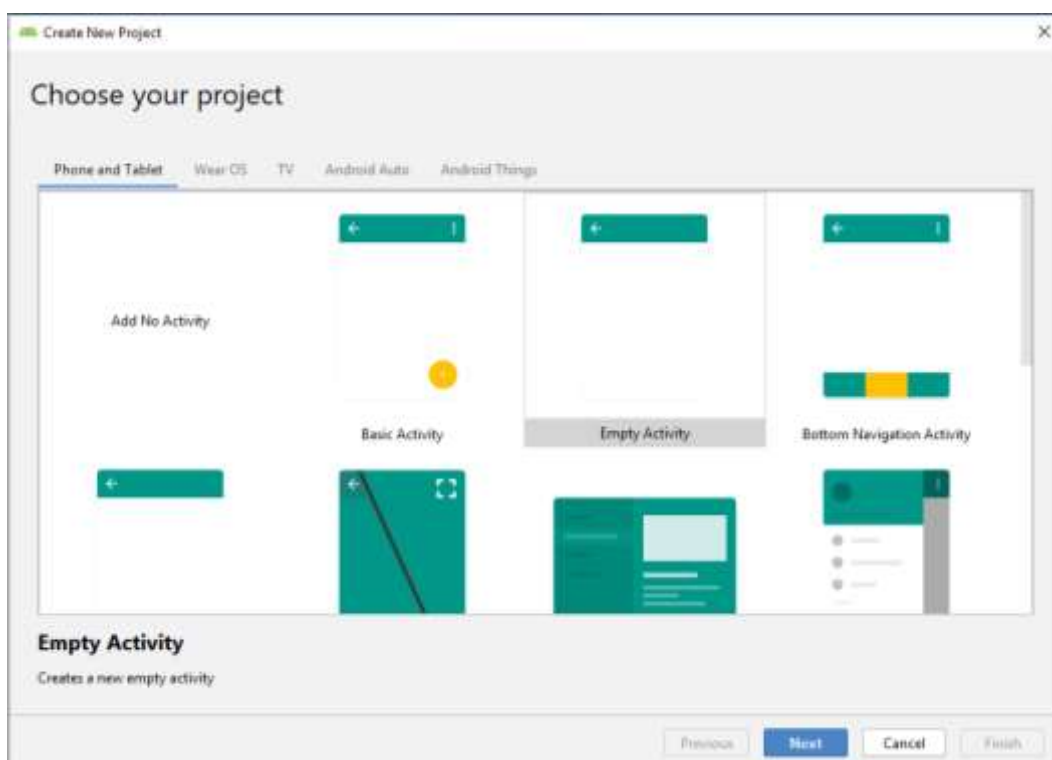 Create New Project
Choose your project
Phone and Tablet Wear OS TV Android Auto Android Things
Add No Activity
Basic Activity
Empty Activity
Bottom Navigation Activity
Empty Activity
Creates a new empty activity
Previous Next Cancel Finish